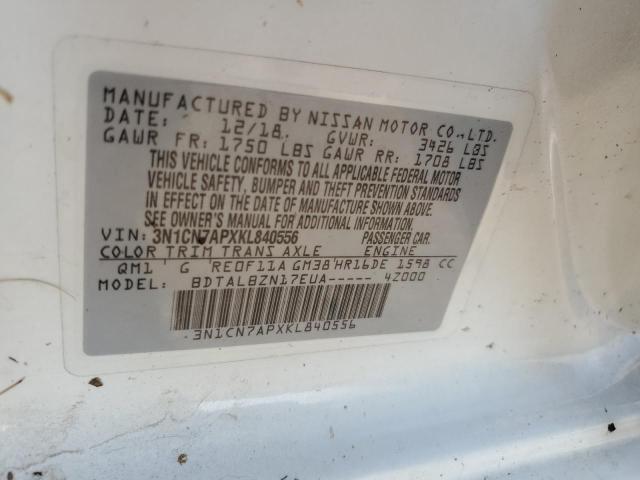 MANUFACTURED BY NISSAN MOTOR CO.,LTD.
DATE: 12/18. GVWR: 3426 LBS
GAWR FR: 1750 LBS GAWR RR: 1708 LBS
THIS VEHICLE CONFORMS TO ALL APPLICABLE FEDERAL MOTOR
VEHICLE SAFETY, BUMPER AND THEFT PREVENTION STANDARDS
IN EFFECT ON THE DATE OF MANUFACTURE SHOWN ABOVE.
SEE OWNER'S MANUAL FOR ADDITIONAL INFORMATION.
VIN: 3N1CN7APXKL840556 PASSENGER CAR.
COLOR TRIM TRANS AXLE ENGINE
QM1 G RE0F11A GM38 HR16DE 1598 CC
MODEL: BDTALBZN17EUA----- 4Z000
3N1CN7APXKL840556